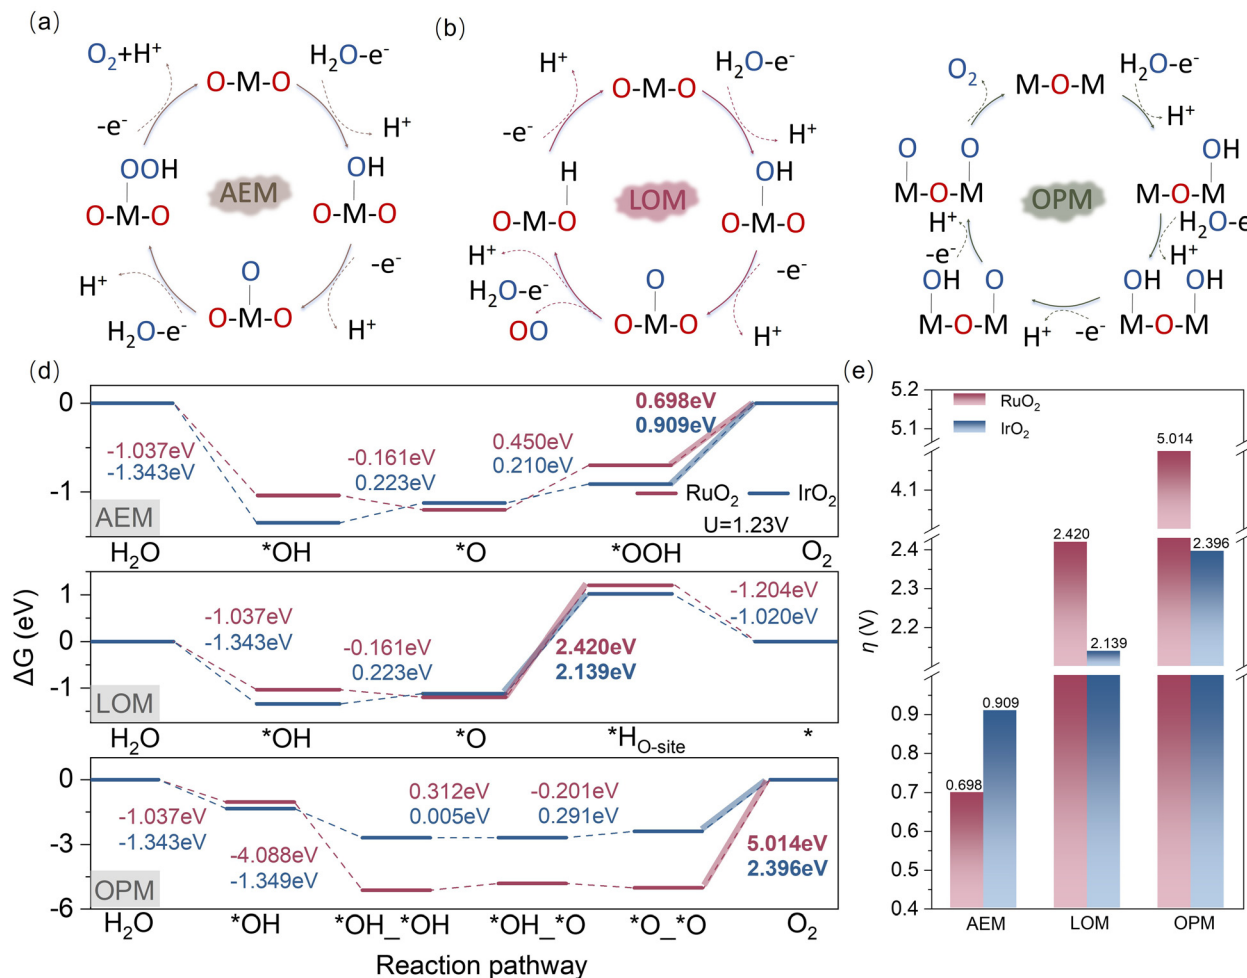 (a)
O₂+H⁺
H₂O-e⁻
O-M-O
-e⁻
H⁺
OOH
O-M-O
AEM
OH
O-M-O
H⁺
O
-e⁻
H₂O-e⁻
O-M-O
H⁺
(b)
H⁺
H₂O-e⁻
O-M-O
-e⁻
H⁺
H
O-M-O
LOM
OH
O-M-O
H⁺
H₂O-e⁻
O
-e⁻
OO
O-M-O
H⁺
O₂
M-O-M
H₂O-e⁻
H⁺
O
O
M-O-M
OPM
OH
M-O-M
H⁺
H₂O-e
-e⁻
H⁺
OH
O
M-O-M
OH
OH
M-O-M
H⁺
-e⁻
(d)
0
-1
-1.037eV
-1.343eV
-0.161eV
0.223eV
0.450eV
0.210eV
0.698eV
0.909eV
RuO₂
IrO₂
U=1.23V
AEM
H₂O
*OH
*O
*OOH
O₂
ΔG (eV)
1
0
-1
-1.037eV
-1.343eV
-0.161eV
0.223eV
2.420eV
2.139eV
-1.204eV
-1.020eV
LOM
H₂O
*OH
*O
*H_O-site
*
0
-3
-6
-1.037eV
-1.343eV
-4.088eV
-1.349eV
0.312eV
0.005eV
-0.201eV
0.291eV
5.014eV
2.396eV
OPM
H₂O
*OH
*OH_*OH
*OH_*O
*O_*O
O₂
Reaction pathway
(e)
5.2
5.1
4.1
2.4
2.3
2.2
0.9
0.8
0.7
0.6
0.5
0.4
η (V)
RuO₂
IrO₂
0.698
0.909
2.420
2.139
5.014
2.396
AEM
LOM
OPM